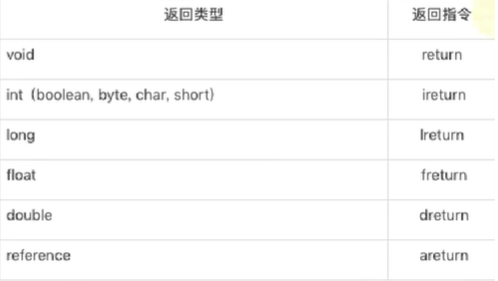 返回类型 返回指令
void return
int (boolean, byte, char, short) ireturn
long lreturn
float freturn
double dreturn
reference areturn